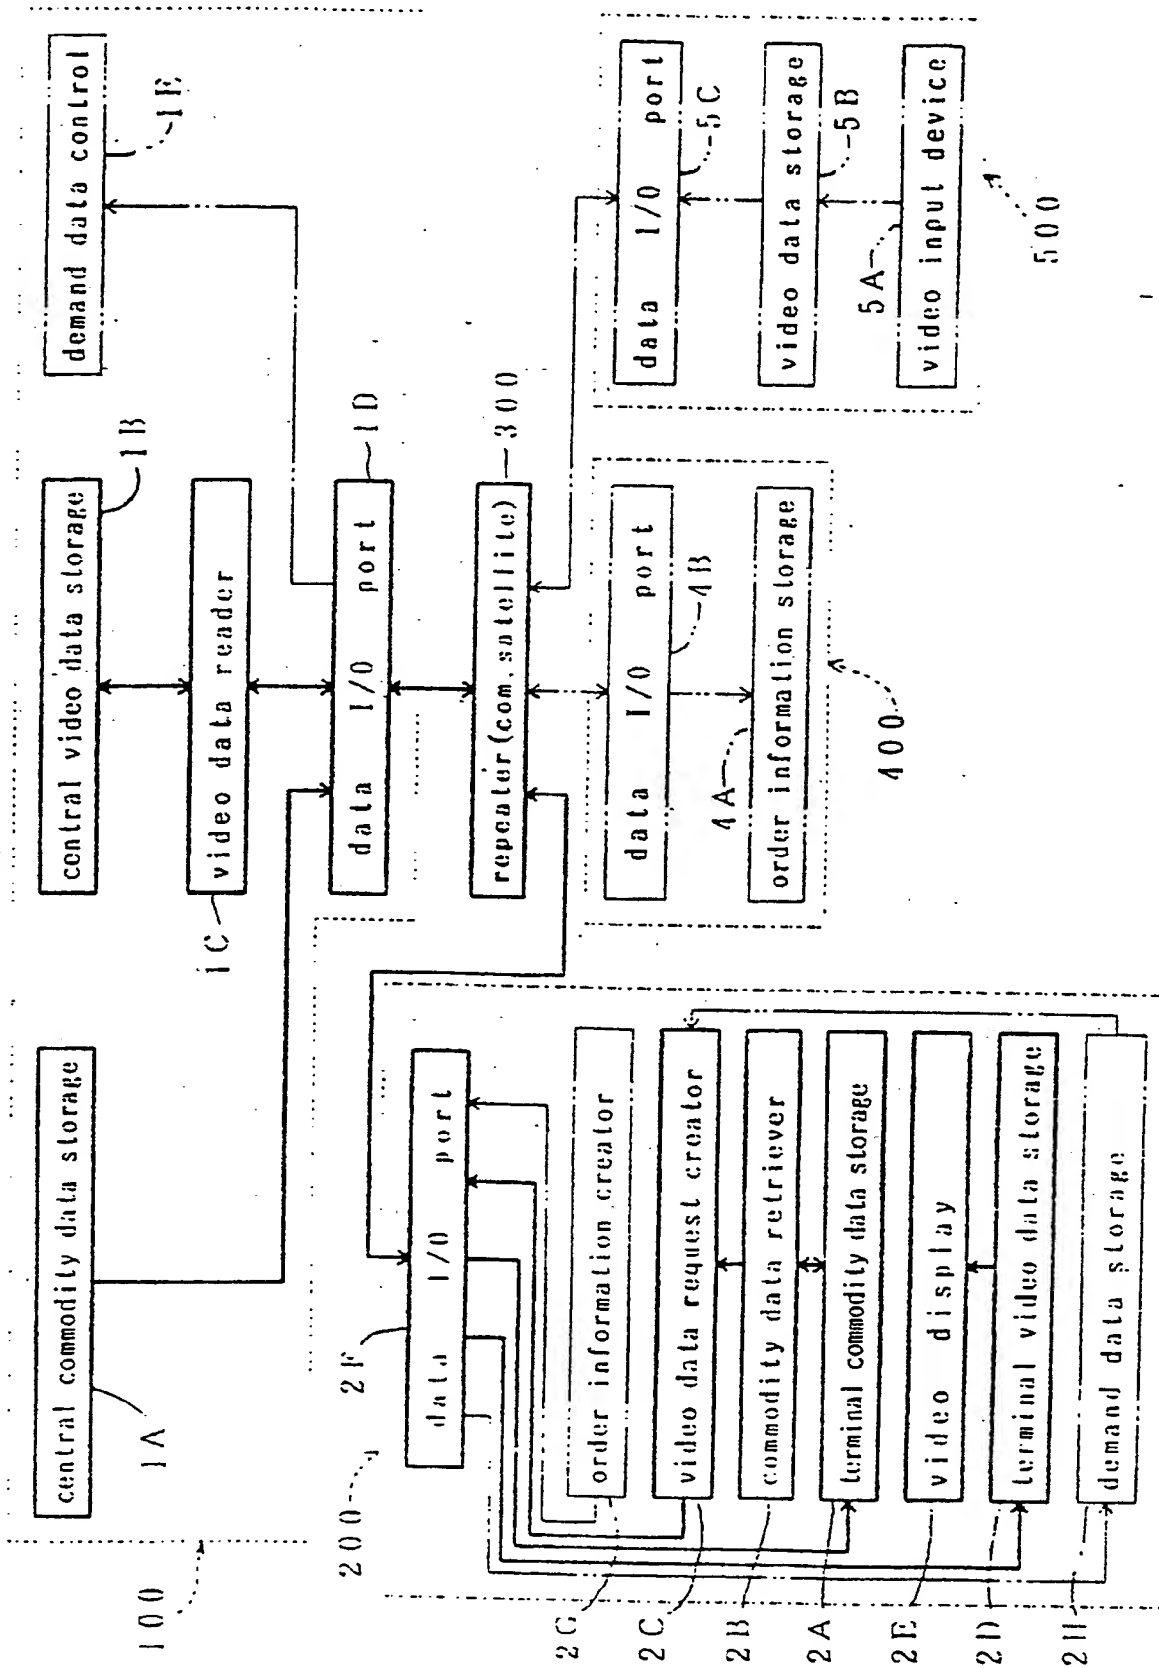 100
1A
central commodity data storage
central video data storage
1B
1C
video data reader
demand data control
1E
data I/O port
1D
repeater(com.satellite)
300
200
2F
data I/O port
2G
order information creator
2C
video data request creator
2B
commodity data retriever
2A
terminal commodity data storage
2E
video display
2D
terminal video data storage
2H
demand data storage
data I/O port
4B
4A
order information storage
400
data I/O port
5C
video data storage
5B
5A
video input device
500